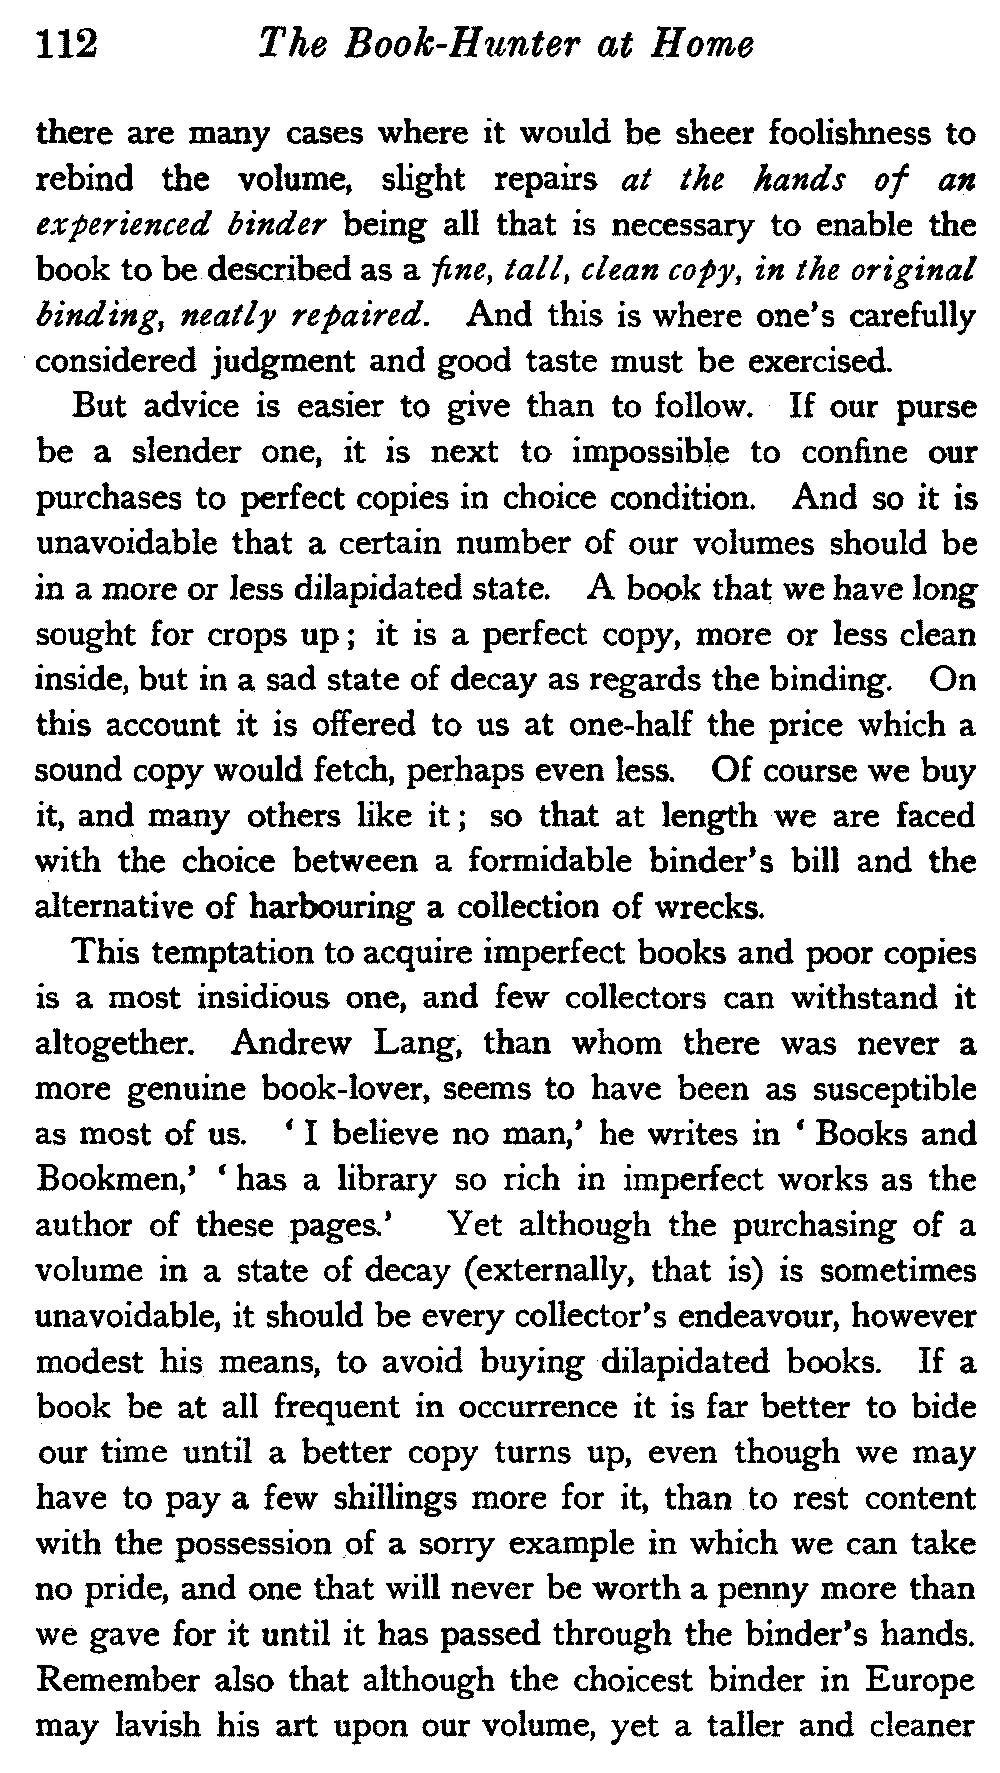 112 The Book-Hunter at Home
there are many cases where it would be sheer foolishness to
rebind the volume, slight repairs at the hands of an
experienced binder being all that is necessary to enable the
book to be described as a fine, tall, clean copy, in the original
binding, neatly repaired. And this is where one's carefully
considered judgment and good taste must be exercised.
But advice is easier to give than to follow. If our purse
be a slender one, it is next to impossible to confine our
purchases to perfect copies in choice condition. And so it is
unavoidable that a certain number of our volumes should be
in a more or less dilapidated state. A book that we have long
sought for crops up; it is a perfect copy, more or less clean
inside, but in a sad state of decay as regards the binding. On
this account it is offered to us at one-half the price which a
sound copy would fetch, perhaps even less. Of course we buy
it, and many others like it; so that at length we are faced
with the choice between a formidable binder's bill and the
alternative of harbouring a collection of wrecks.
This temptation to acquire imperfect books and poor copies
is a most insidious one, and few collectors can withstand it
altogether. Andrew Lang, than whom there was never a
more genuine book-lover, seems to have been as susceptible
as most of us. ‘I believe no man,’ he writes in ‘Books and
Bookmen,’ ‘has a library so rich in imperfect works as the
author of these pages.’ Yet although the purchasing of a
volume in a state of decay (externally, that is) is sometimes
unavoidable, it should be every collector's endeavour, however
modest his means, to avoid buying dilapidated books. If a
book be at all frequent in occurrence it is far better to bide
our time until a better copy turns up, even though we may
have to pay a few shillings more for it, than to rest content
with the possession of a sorry example in which we can take
no pride, and one that will never be worth a penny more than
we gave for it until it has passed through the binder's hands.
Remember also that although the choicest binder in Europe
may lavish his art upon our volume, yet a taller and cleaner